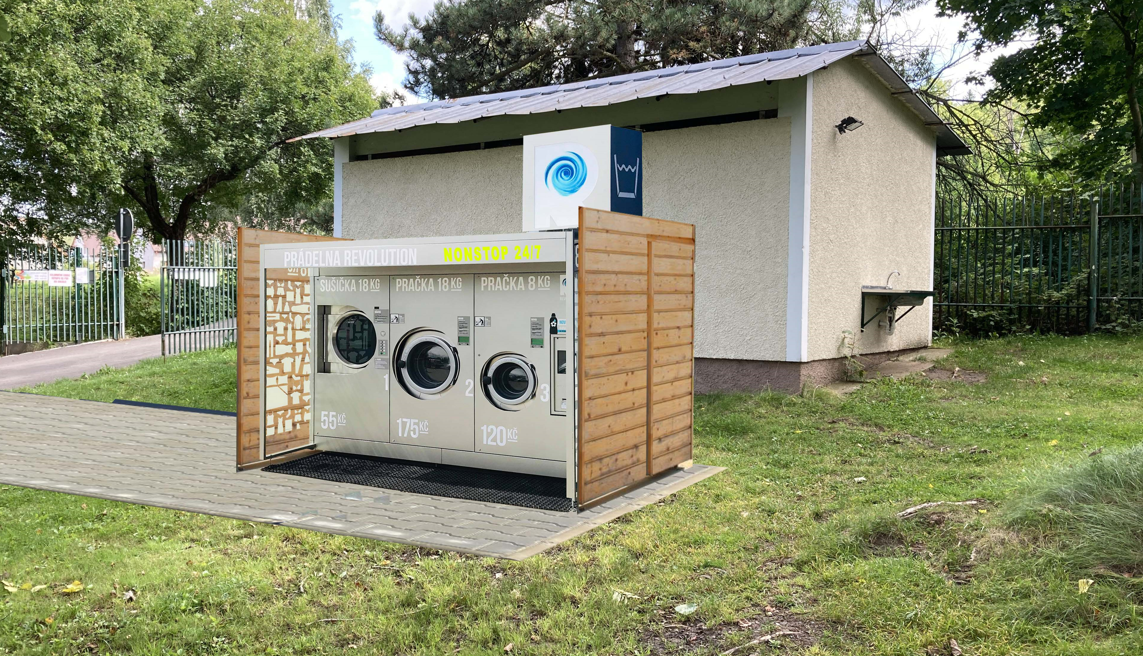 PRÁDELNA REVOLUTION
NONSTOP 24/7
SUŠIČKA 18 KG
PRAČKA 18 KG
PRAČKA 8 KG
1
2
3
55 KČ
175 KČ
120 KČ